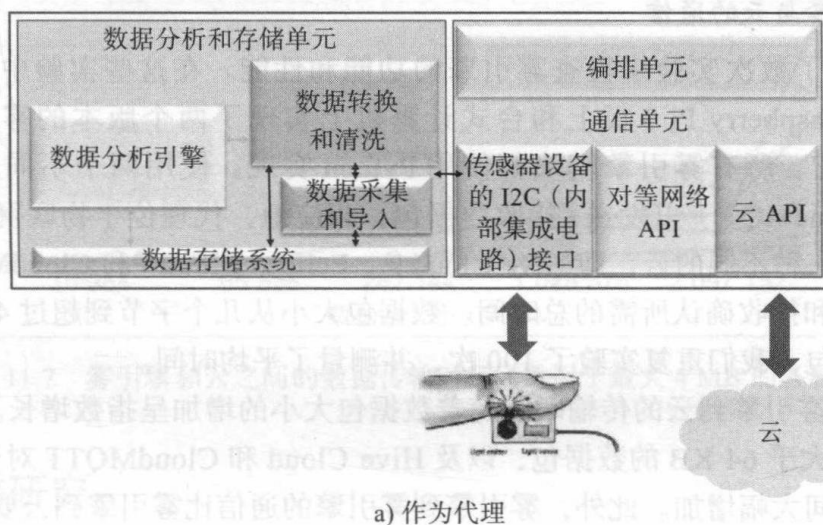 数据分析和存储单元
数据分析引擎
数据转换
和清洗
数据采集
和导入
数据存储系统
编排单元
通信单元
传感器设备
的 I2C（内
部集成电
路）接口
对等网络
API
云 API
云
a) 作为代理